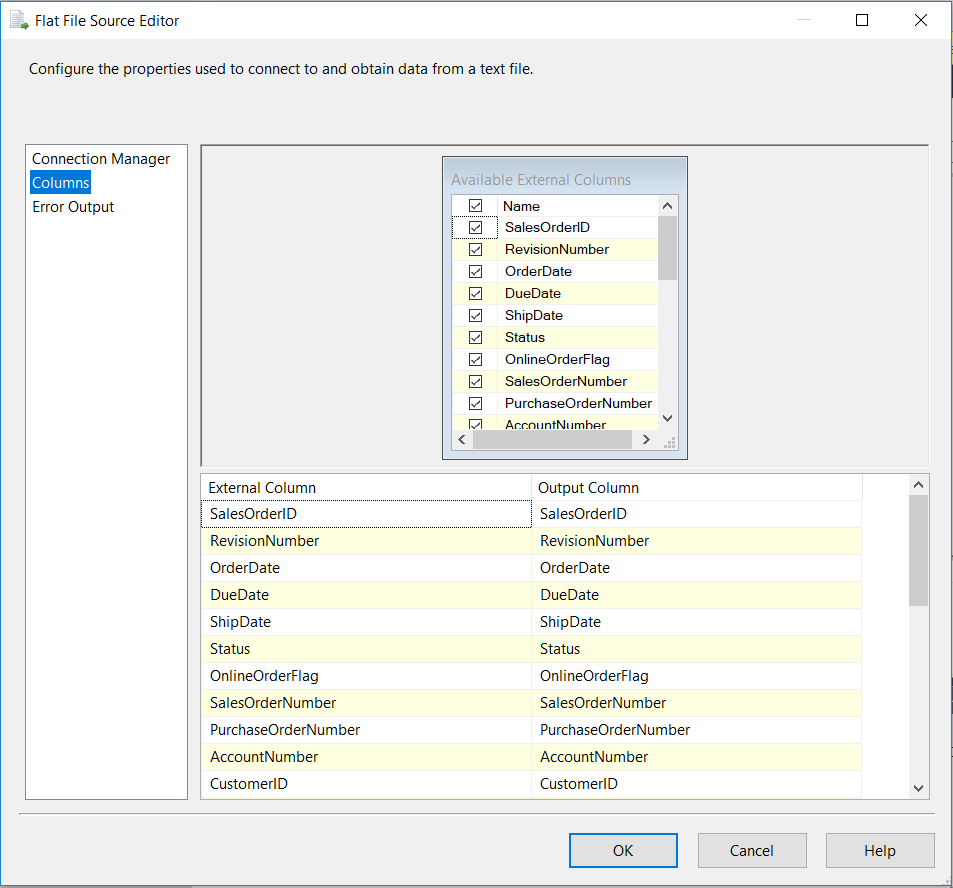 Flat File Source Editor
Configure the properties used to connect to and obtain data from a text file.
Connection Manager
Columns
Error Output
Available External Columns
Name
SalesOrderID
RevisionNumber
OrderDate
DueDate
ShipDate
Status
OnlineOrderFlag
SalesOrderNumber
PurchaseOrderNumber
AccountNumber
External Column Output Column
SalesOrderID SalesOrderID
RevisionNumber RevisionNumber
OrderDate OrderDate
DueDate DueDate
ShipDate ShipDate
Status Status
OnlineOrderFlag OnlineOrderFlag
SalesOrderNumber SalesOrderNumber
PurchaseOrderNumber PurchaseOrderNumber
AccountNumber AccountNumber
CustomerID CustomerID
OK Cancel Help